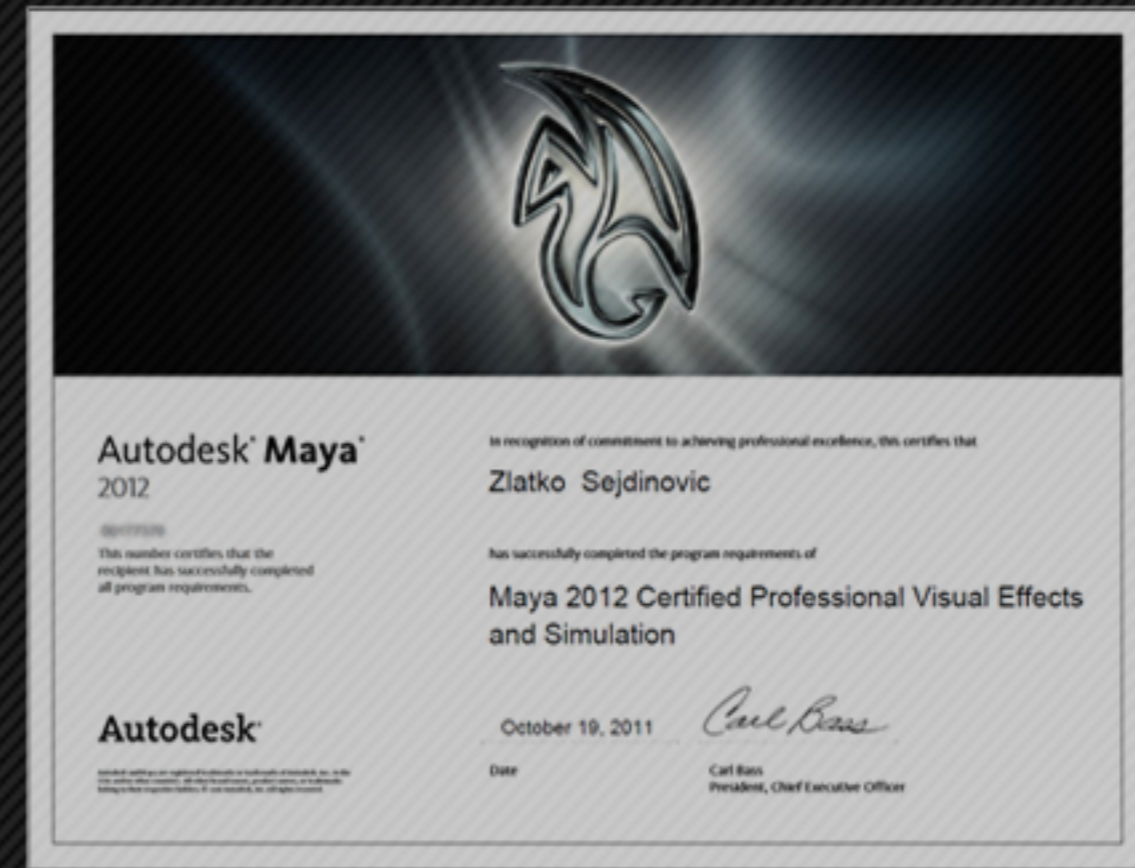 Autodesk® Maya®
2012
This number certifies that the
recipient has successfully completed
all program requirements.
Autodesk®
In recognition of commitment to achieving professional excellence, this certifies that
Zlatko Sejdinovic
has successfully completed the program requirements of
Maya 2012 Certified Professional Visual Effects
and Simulation
October 19, 2011
Carl Bass
Date
Carl Bass
President, Chief Executive Officer